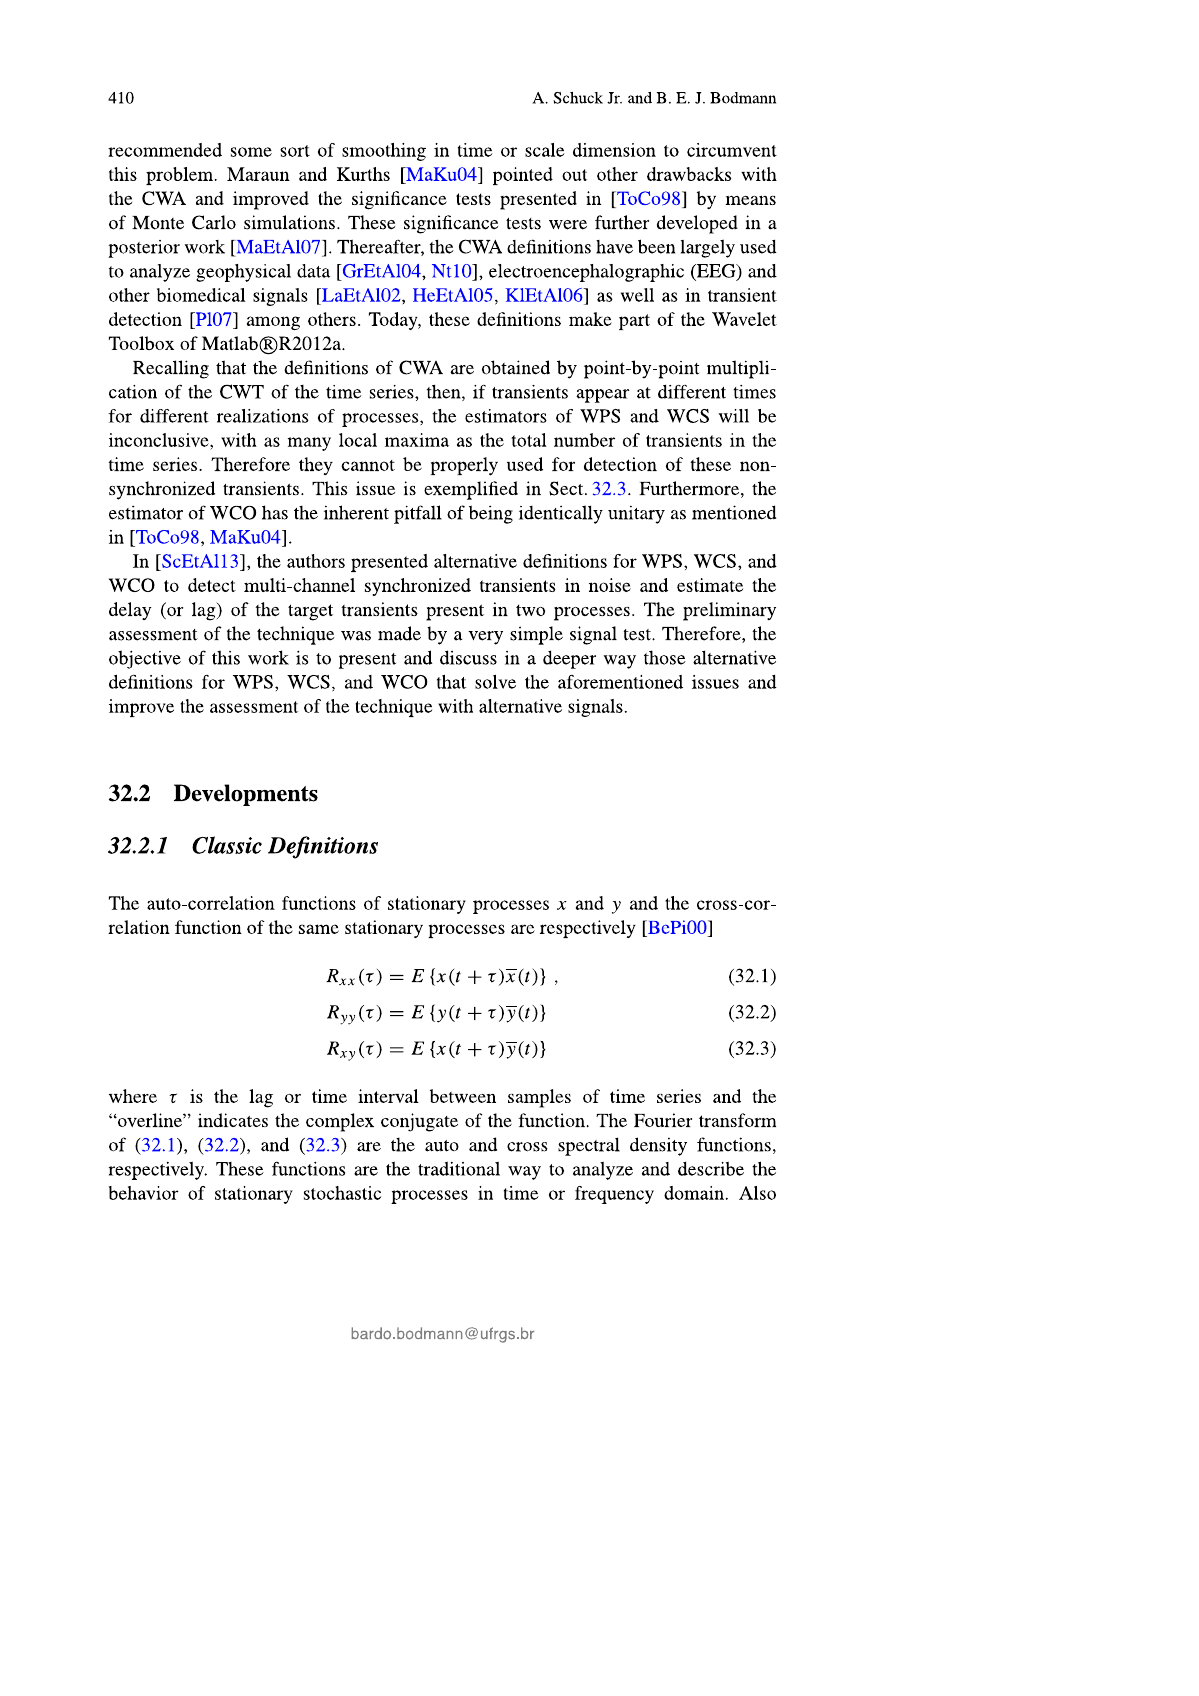 410 A. Schuck Jr. and B. E. J. Bodmann
recommended some sort of smoothing in time or scale dimension to circumvent
this problem. Maraun and Kurths [MaKu04] pointed out other drawbacks with
the CWA and improved the significance tests presented in [ToCo98] by means
of Monte Carlo simulations. These significance tests were further developed in a
posterior work [MaEtAl07]. Thereafter, the CWA definitions have been largely used
to analyze geophysical data [GrEtAl04, Nt10], electroencephalographic (EEG) and
other biomedical signals [LaEtAl02, HeEtAl05, KlEtAl06] as well as in transient
detection [Pl07] among others. Today, these definitions make part of the Wavelet
Toolbox of Matlab®R2012a.
Recalling that the definitions of CWA are obtained by point-by-point multipli-
cation of the CWT of the time series, then, if transients appear at different times
for different realizations of processes, the estimators of WPS and WCS will be
inconclusive, with as many local maxima as the total number of transients in the
time series. Therefore they cannot be properly used for detection of these non-
synchronized transients. This issue is exemplified in Sect. 32.3. Furthermore, the
estimator of WCO has the inherent pitfall of being identically unitary as mentioned
in [ToCo98, MaKu04].
In [ScEtAl13], the authors presented alternative definitions for WPS, WCS, and
WCO to detect multi-channel synchronized transients in noise and estimate the
delay (or lag) of the target transients present in two processes. The preliminary
assessment of the technique was made by a very simple signal test. Therefore, the
objective of this work is to present and discuss in a deeper way those alternative
definitions for WPS, WCS, and WCO that solve the aforementioned issues and
improve the assessment of the technique with alternative signals.
32.2 Developments
32.2.1 Classic Definitions
The auto-correlation functions of stationary processes x and y and the cross-cor-
relation function of the same stationary processes are respectively [BePi00]
R_{xx}(τ) = E {x(t + τ)x̅(t)} , (32.1)
R_{yy}(τ) = E {y(t + τ)y̅(t)} (32.2)
R_{xy}(τ) = E {x(t + τ)y̅(t)} (32.3)
where τ is the lag or time interval between samples of time series and the
“overline” indicates the complex conjugate of the function. The Fourier transform
of (32.1), (32.2), and (32.3) are the auto and cross spectral density functions,
respectively. These functions are the traditional way to analyze and describe the
behavior of stationary stochastic processes in time or frequency domain. Also
bardo.bodmann@ufrgs.br